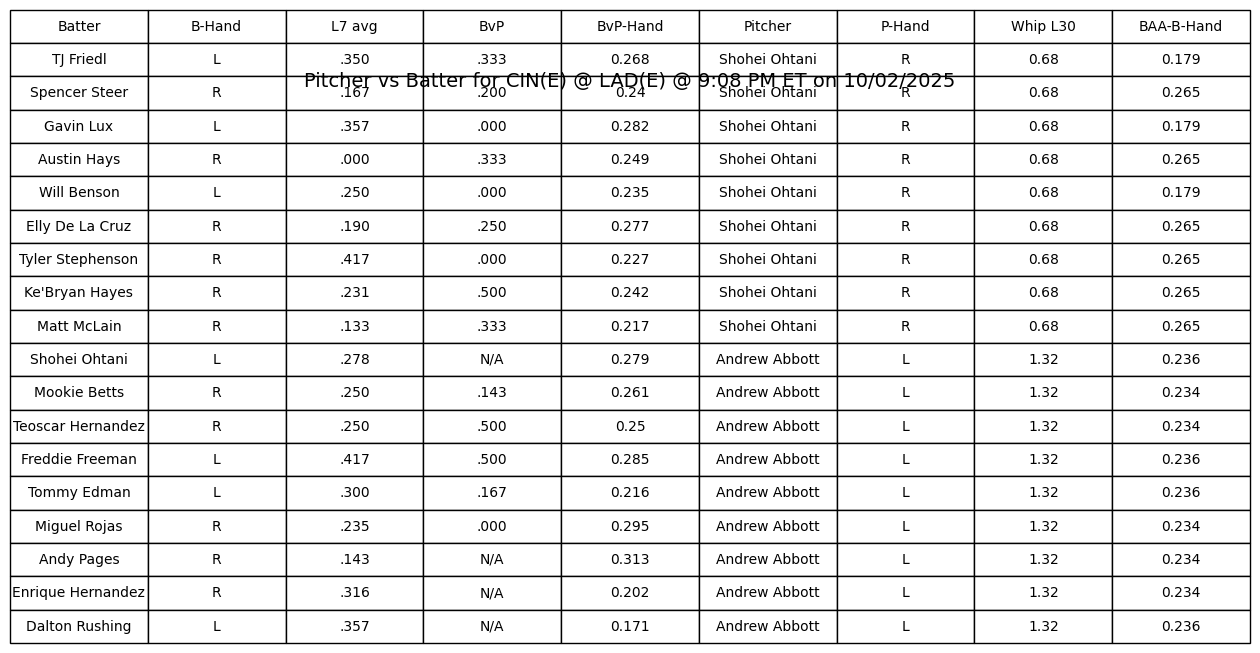 Batter B-Hand L7 avg BvP BvP-Hand Pitcher P-Hand Whip L30 BAA-B-Hand
TJ Friedl L .350 .333 0.268 Shohei Ohtani R 0.68 0.179
Pitcher vs Batter for CIN(E) @ LAD(E) @ 9:08 PM ET on 10/02/2025
Spencer Steer R .167 .200 0.24 Shohei Ohtani R 0.68 0.265
Gavin Lux L .357 .000 0.282 Shohei Ohtani R 0.68 0.179
Austin Hays R .000 .333 0.249 Shohei Ohtani R 0.68 0.265
Will Benson L .250 .000 0.235 Shohei Ohtani R 0.68 0.179
Elly De La Cruz R .190 .250 0.277 Shohei Ohtani R 0.68 0.265
Tyler Stephenson R .417 .000 0.227 Shohei Ohtani R 0.68 0.265
Ke'Bryan Hayes R .231 .500 0.242 Shohei Ohtani R 0.68 0.265
Matt McLain R .133 .333 0.217 Shohei Ohtani R 0.68 0.265
Shohei Ohtani L .278 N/A 0.279 Andrew Abbott L 1.32 0.236
Mookie Betts R .250 .143 0.261 Andrew Abbott L 1.32 0.234
Teoscar Hernandez R .250 .500 0.25 Andrew Abbott L 1.32 0.234
Freddie Freeman L .417 .500 0.285 Andrew Abbott L 1.32 0.236
Tommy Edman L .300 .167 0.216 Andrew Abbott L 1.32 0.236
Miguel Rojas R .235 .000 0.295 Andrew Abbott L 1.32 0.234
Andy Pages R .143 N/A 0.313 Andrew Abbott L 1.32 0.234
Enrique Hernandez R .316 N/A 0.202 Andrew Abbott L 1.32 0.234
Dalton Rushing L .357 N/A 0.171 Andrew Abbott L 1.32 0.236